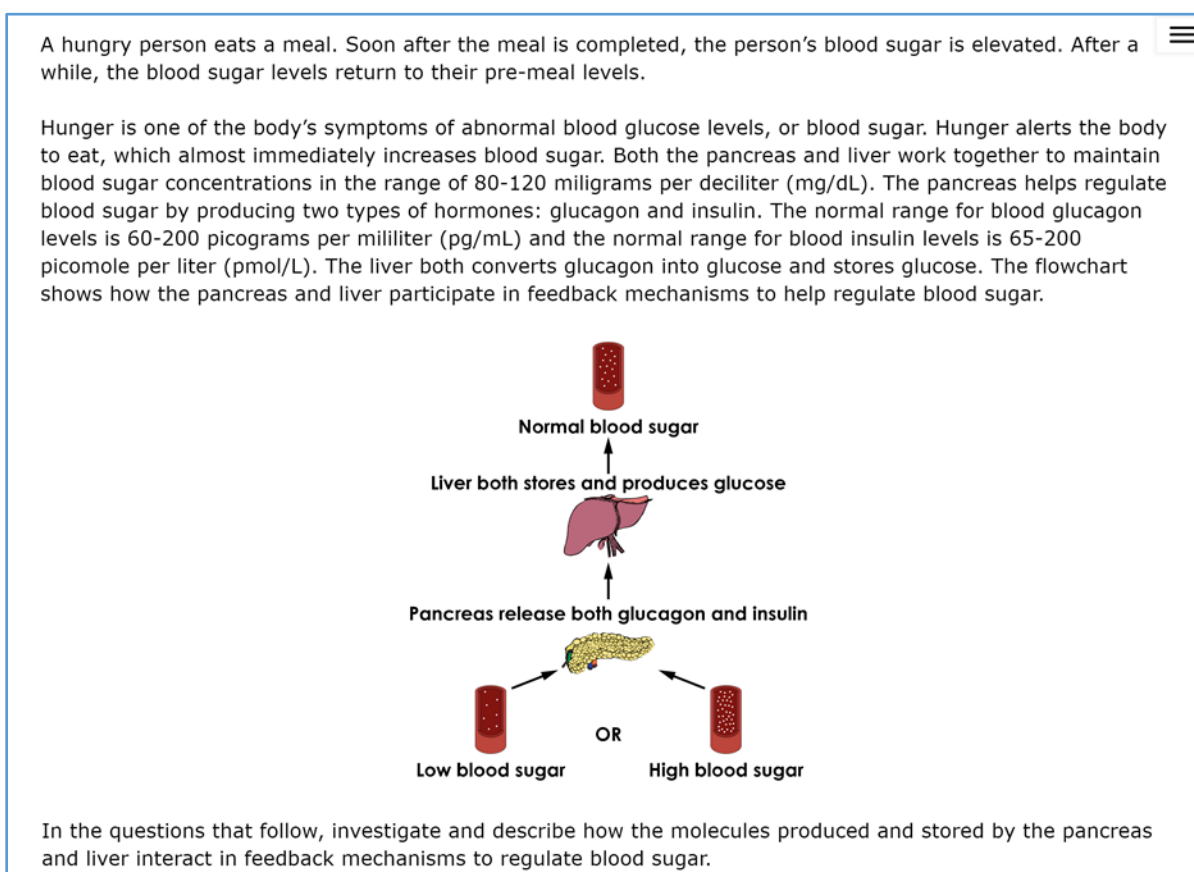 A hungry person eats a meal. Soon after the meal is completed, the person's blood sugar is elevated. After a
while, the blood sugar levels return to their pre-meal levels.
Hunger is one of the body's symptoms of abnormal blood glucose levels, or blood sugar. Hunger alerts the body
to eat, which almost immediately increases blood sugar. Both the pancreas and liver work together to maintain
blood sugar concentrations in the range of 80-120 miligrams per deciliter (mg/dL). The pancreas helps regulate
blood sugar by producing two types of hormones: glucagon and insulin. The normal range for blood glucagon
levels is 60-200 picograms per mililiter (pg/mL) and the normal range for blood insulin levels is 65-200
picomole per liter (pmol/L). The liver both converts glucagon into glucose and stores glucose. The flowchart
shows how the pancreas and liver participate in feedback mechanisms to help regulate blood sugar.
Normal blood sugar
Liver both stores and produces glucose
Pancreas release both glucagon and insulin
OR
Low blood sugar
High blood sugar
In the questions that follow, investigate and describe how the molecules produced and stored by the pancreas
and liver interact in feedback mechanisms to regulate blood sugar.